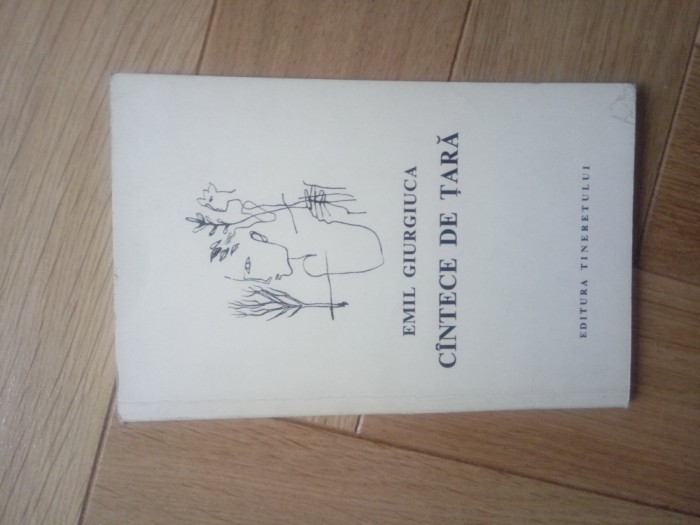 EMIL GIURGIUCA
CÎNTECE DE ȚARĂ
EDITURA TINERETULUI